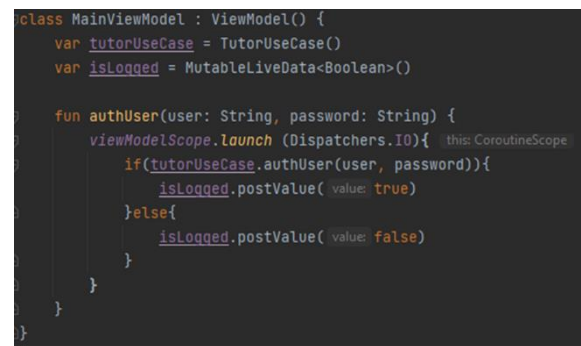 class MainViewModel : ViewModel() {
    var tutorUseCase = TutorUseCase()
    var isLogged = MutableLiveData<Boolean>()

    fun authUser(user: String, password: String) {
        viewModelScope.launch (Dispatchers.IO){ this: CoroutineScope
            if(tutorUseCase.authUser(user, password)){
                isLogged.postValue( value: true)
            }else{
                isLogged.postValue( value: false)
            }
        }
    }
}